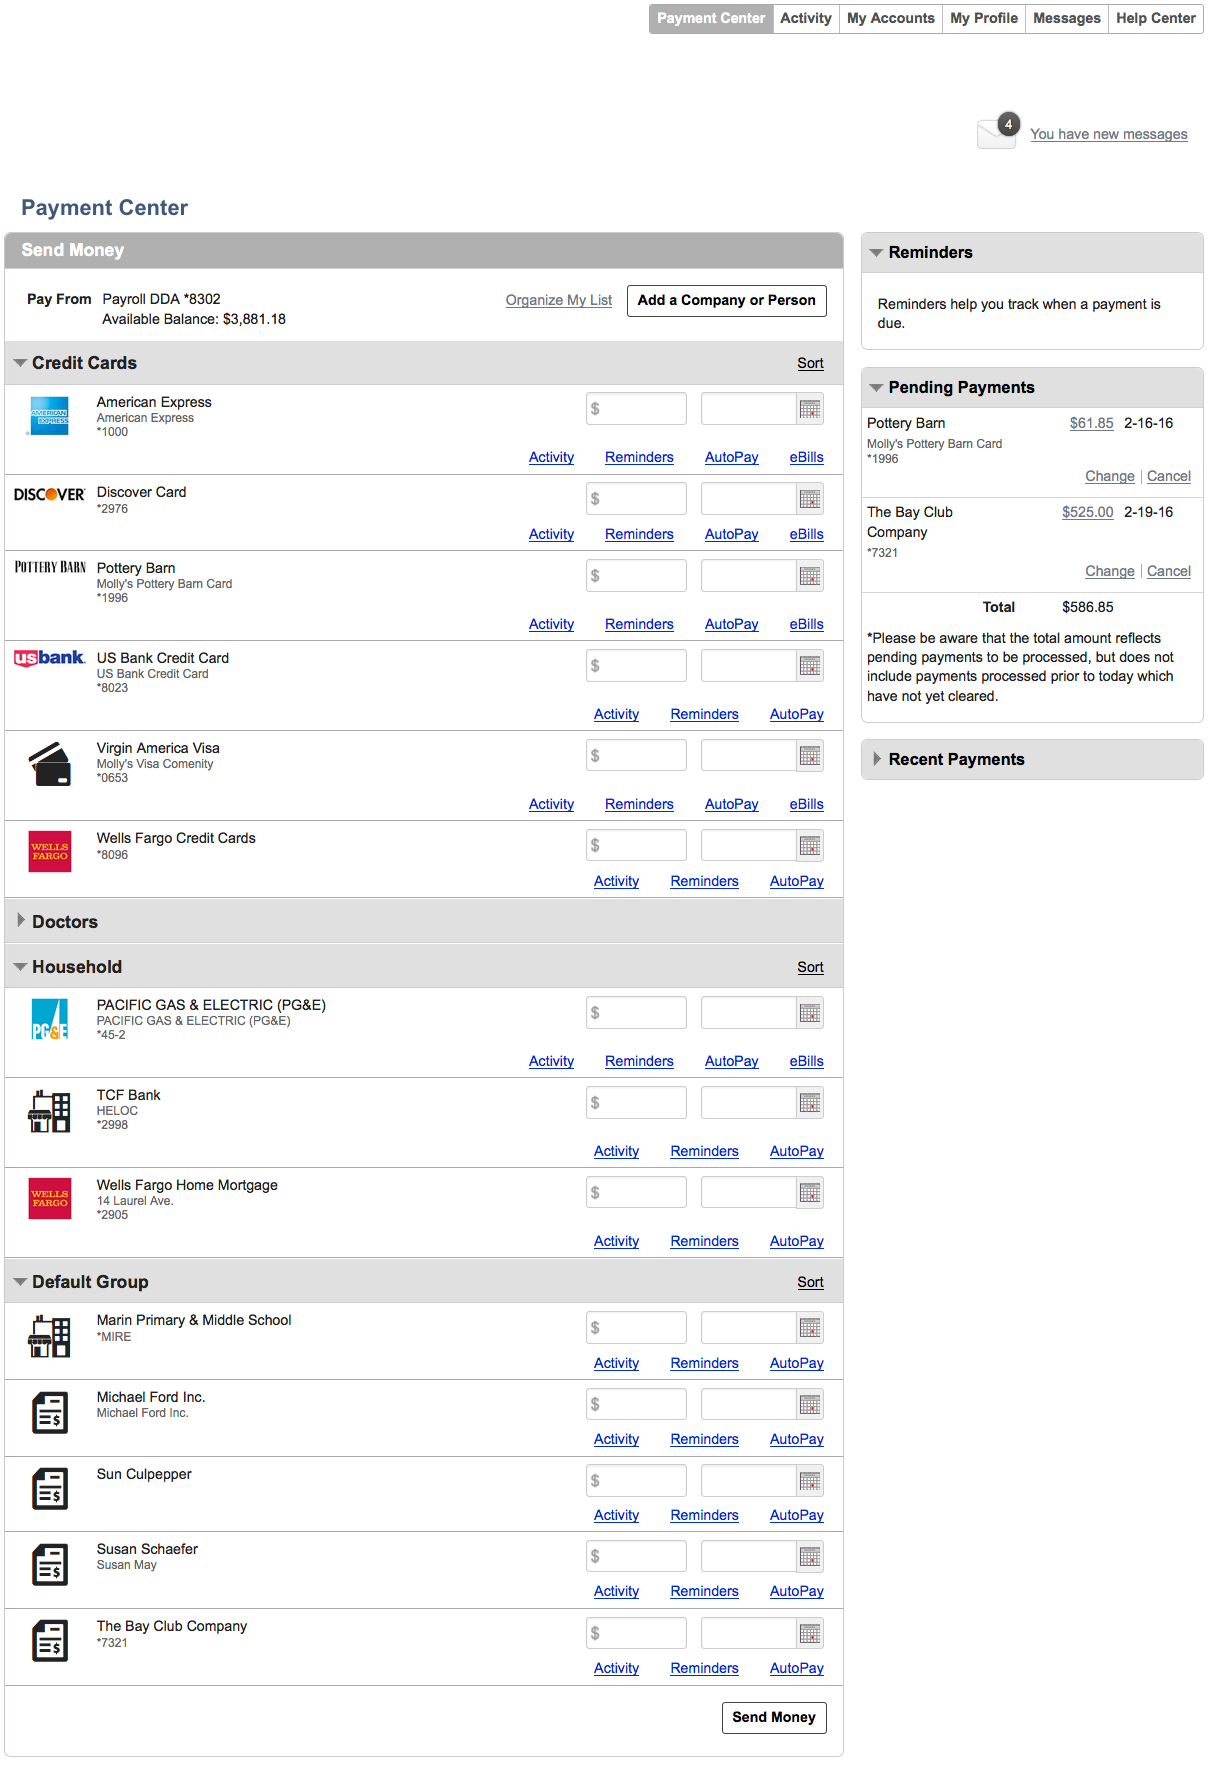 Payment Center Activity My Accounts My Profile Messages Help Center
4
You have new messages
Payment Center
Send Money
Pay From Payroll DDA *8302
Available Balance: $3,881.18
Organize My List
Add a Company or Person
Credit Cards Sort
AMERICAN EXPRESS
American Express
American Express
*1000
$
Activity Reminders AutoPay eBills
DISCOVER
Discover Card
*2976
$
Activity Reminders AutoPay eBills
POTTERY BARN
Pottery Barn
Molly's Pottery Barn Card
*1996
$
Activity Reminders AutoPay eBills
usbank.
US Bank Credit Card
US Bank Credit Card
*8023
$
Activity Reminders AutoPay
Virgin America Visa
Molly's Visa Comenity
*0653
$
Activity Reminders AutoPay eBills
WELLS
FARGO
Wells Fargo Credit Cards
*8096
$
Activity Reminders AutoPay
Doctors
Household Sort
PG&E
PACIFIC GAS & ELECTRIC (PG&E)
PACIFIC GAS & ELECTRIC (PG&E)
*45-2
$
Activity Reminders AutoPay eBills
TCF Bank
HELOC
*2998
$
Activity Reminders AutoPay
WELLS
FARGO
Wells Fargo Home Mortgage
14 Laurel Ave.
*2905
$
Activity Reminders AutoPay
Default Group Sort
Marin Primary & Middle School
*MIRE
$
Activity Reminders AutoPay
$
Michael Ford Inc.
Michael Ford Inc.
$
Activity Reminders AutoPay
$
Sun Culpepper
$
Activity Reminders AutoPay
$
Susan Schaefer
Susan May
$
Activity Reminders AutoPay
$
The Bay Club Company
*7321
$
Activity Reminders AutoPay
Send Money
Reminders
Reminders help you track when a payment is
due.
Pending Payments
Pottery Barn $61.85 2-16-16
Molly's Pottery Barn Card
*1996
Change | Cancel
The Bay Club $525.00 2-19-16
Company
*7321
Change | Cancel
Total $586.85
*Please be aware that the total amount reflects
pending payments to be processed, but does not
include payments processed prior to today which
have not yet cleared.
Recent Payments